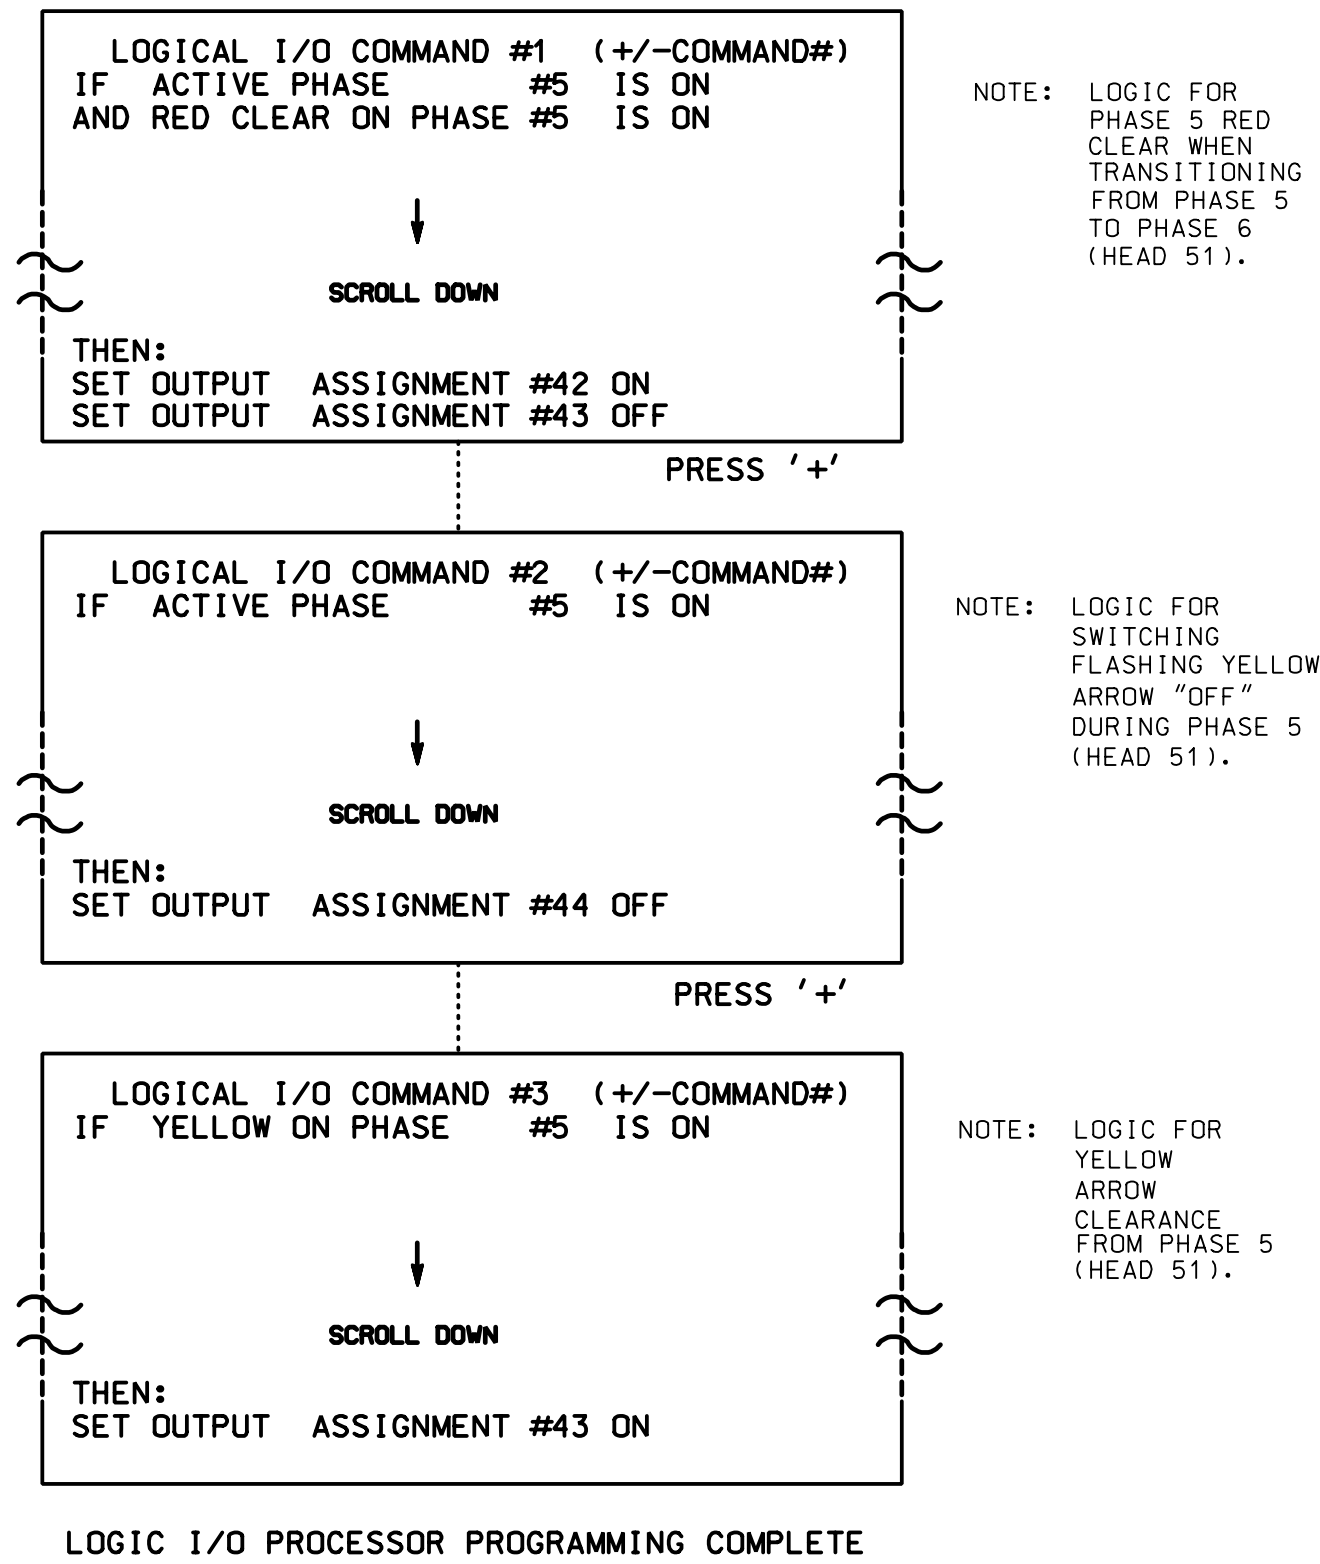 LOGICAL I/O COMMAND #1 (+/-COMMAND#)
IF ACTIVE PHASE #5 IS ON
AND RED CLEAR ON PHASE #5 IS ON
SCROLL DOWN
THEN:
SET OUTPUT ASSIGNMENT #42 ON
SET OUTPUT ASSIGNMENT #43 OFF
NOTE: LOGIC FOR
PHASE 5 RED
CLEAR WHEN
TRANSITIONING
FROM PHASE 5
TO PHASE 6
(HEAD 51).
PRESS '+'
LOGICAL I/O COMMAND #2 (+/-COMMAND#)
IF ACTIVE PHASE #5 IS ON
SCROLL DOWN
THEN:
SET OUTPUT ASSIGNMENT #44 OFF
NOTE: LOGIC FOR
SWITCHING
FLASHING YELLOW
ARROW "OFF"
DURING PHASE 5
(HEAD 51).
PRESS '+'
LOGICAL I/O COMMAND #3 (+/-COMMAND#)
IF YELLOW ON PHASE #5 IS ON
SCROLL DOWN
THEN:
SET OUTPUT ASSIGNMENT #43 ON
NOTE: LOGIC FOR
YELLOW
ARROW
CLEARANCE
FROM PHASE 5
(HEAD 51).
LOGIC I/O PROCESSOR PROGRAMMING COMPLETE